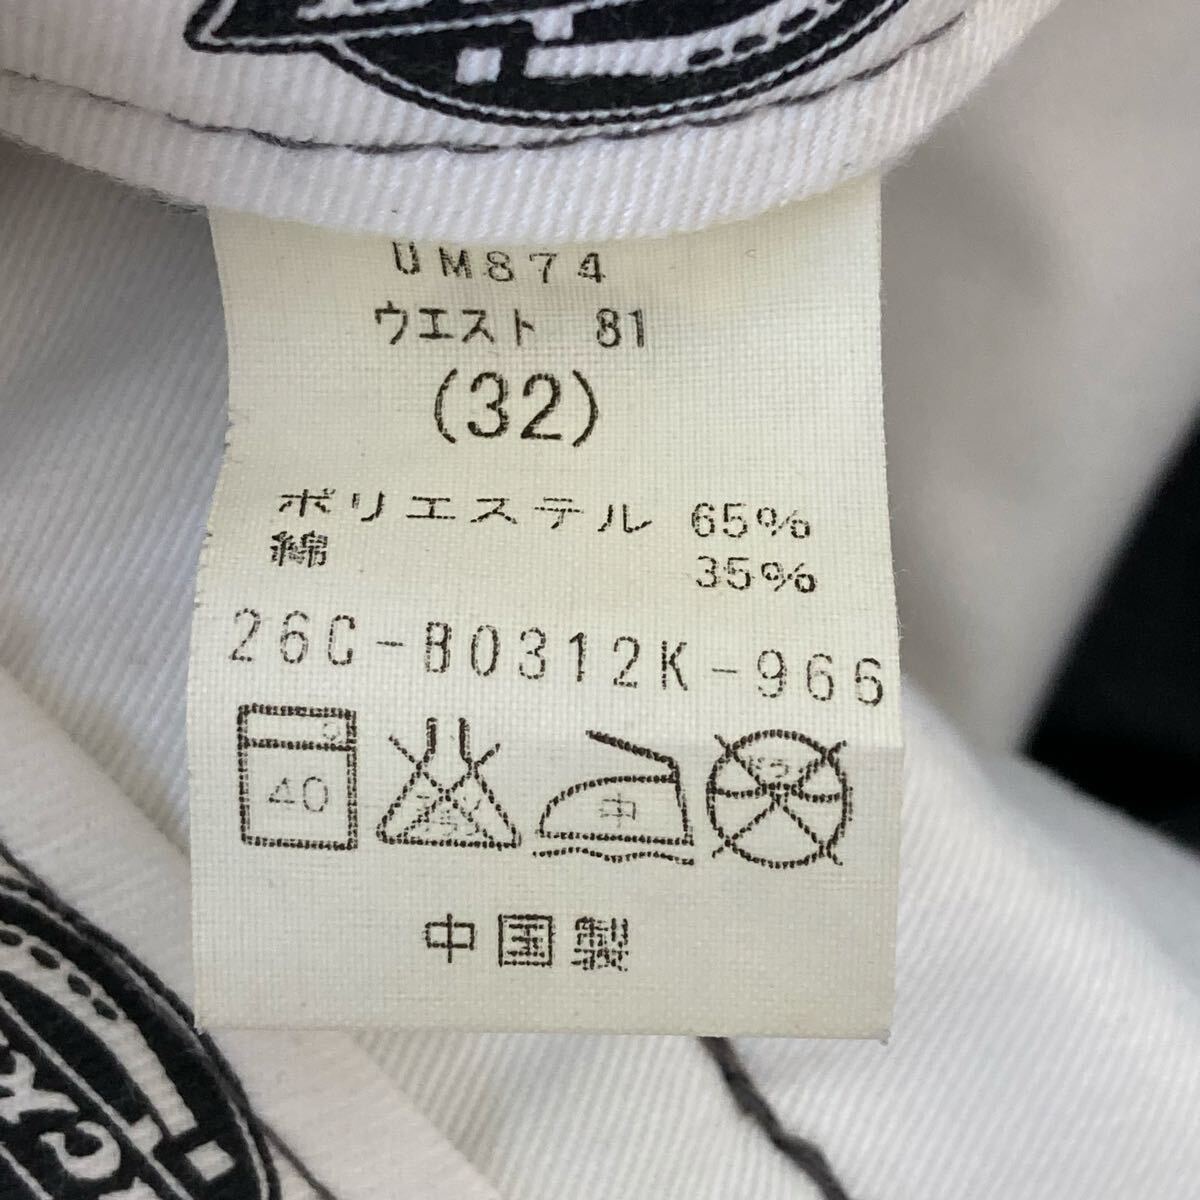 UM874
ウエスト 81
(32)
ポリエステル 65%
綿 35%
26C-B0312K-966
40
中
中国製